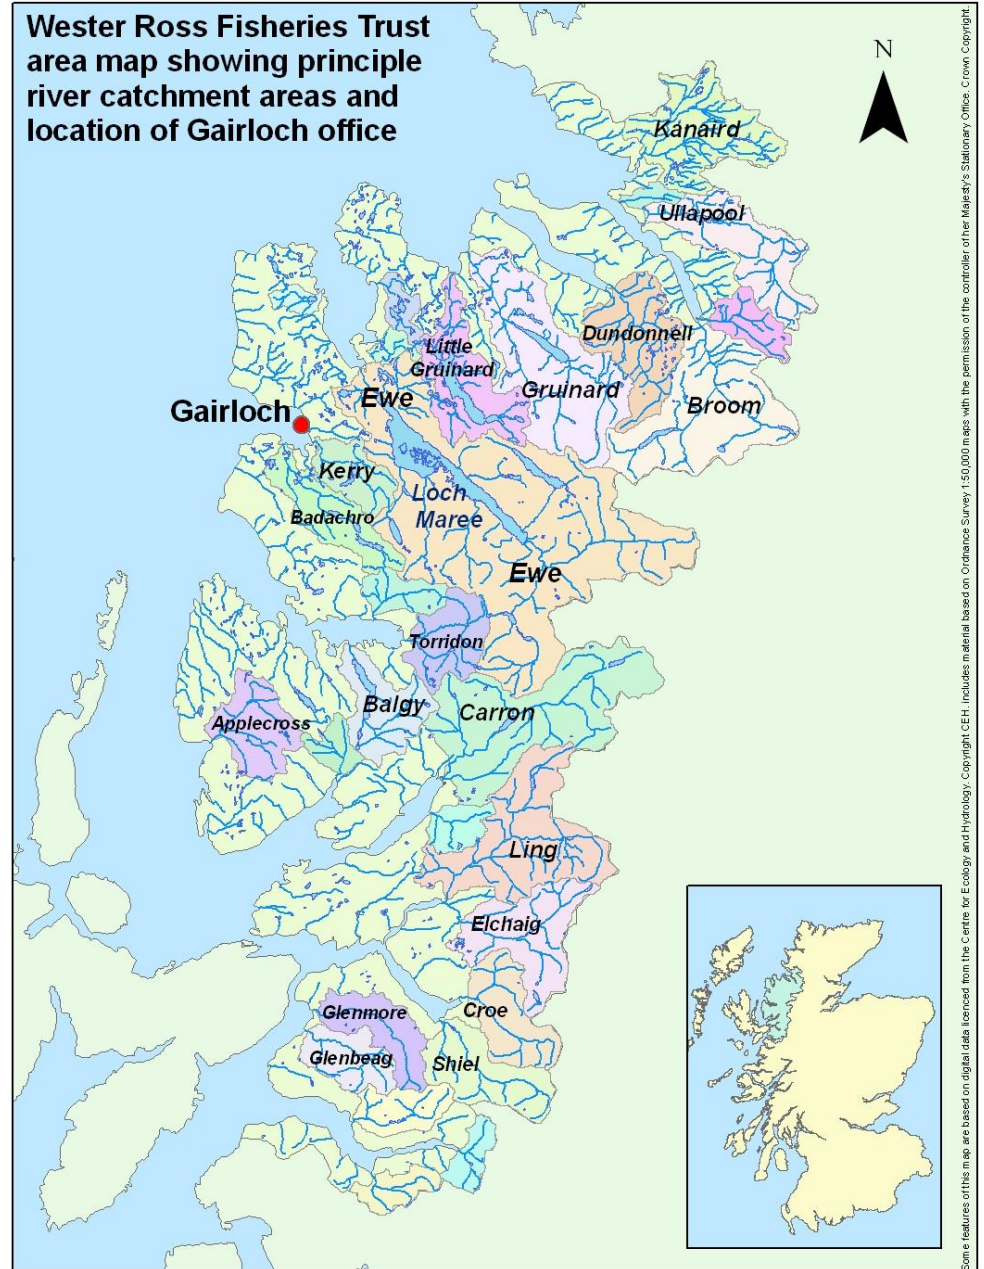 Wester Ross Fisheries Trust
area map showing principle
river catchment areas and
location of Gairloch office
N
Kanaird
Ullapool
Dundonnell
Little
Gruinard
Gruinard
Ewe
Broom
Gairloch
Kerry
Loch
Maree
Badachro
Ewe
Torridon
Balgy
Carron
Applecross
Ling
Elchaig
Croe
Glenmore
Glenbeag
Shiel
Some features of this map are based on digital data licenced from the Centre for Ecology and Hydrology. Copyright CEH. includes material based on Ordnance Survey 1:50,000 maps with the permission of the controller of her Majesty's Stationary Office. Crown Copyright.